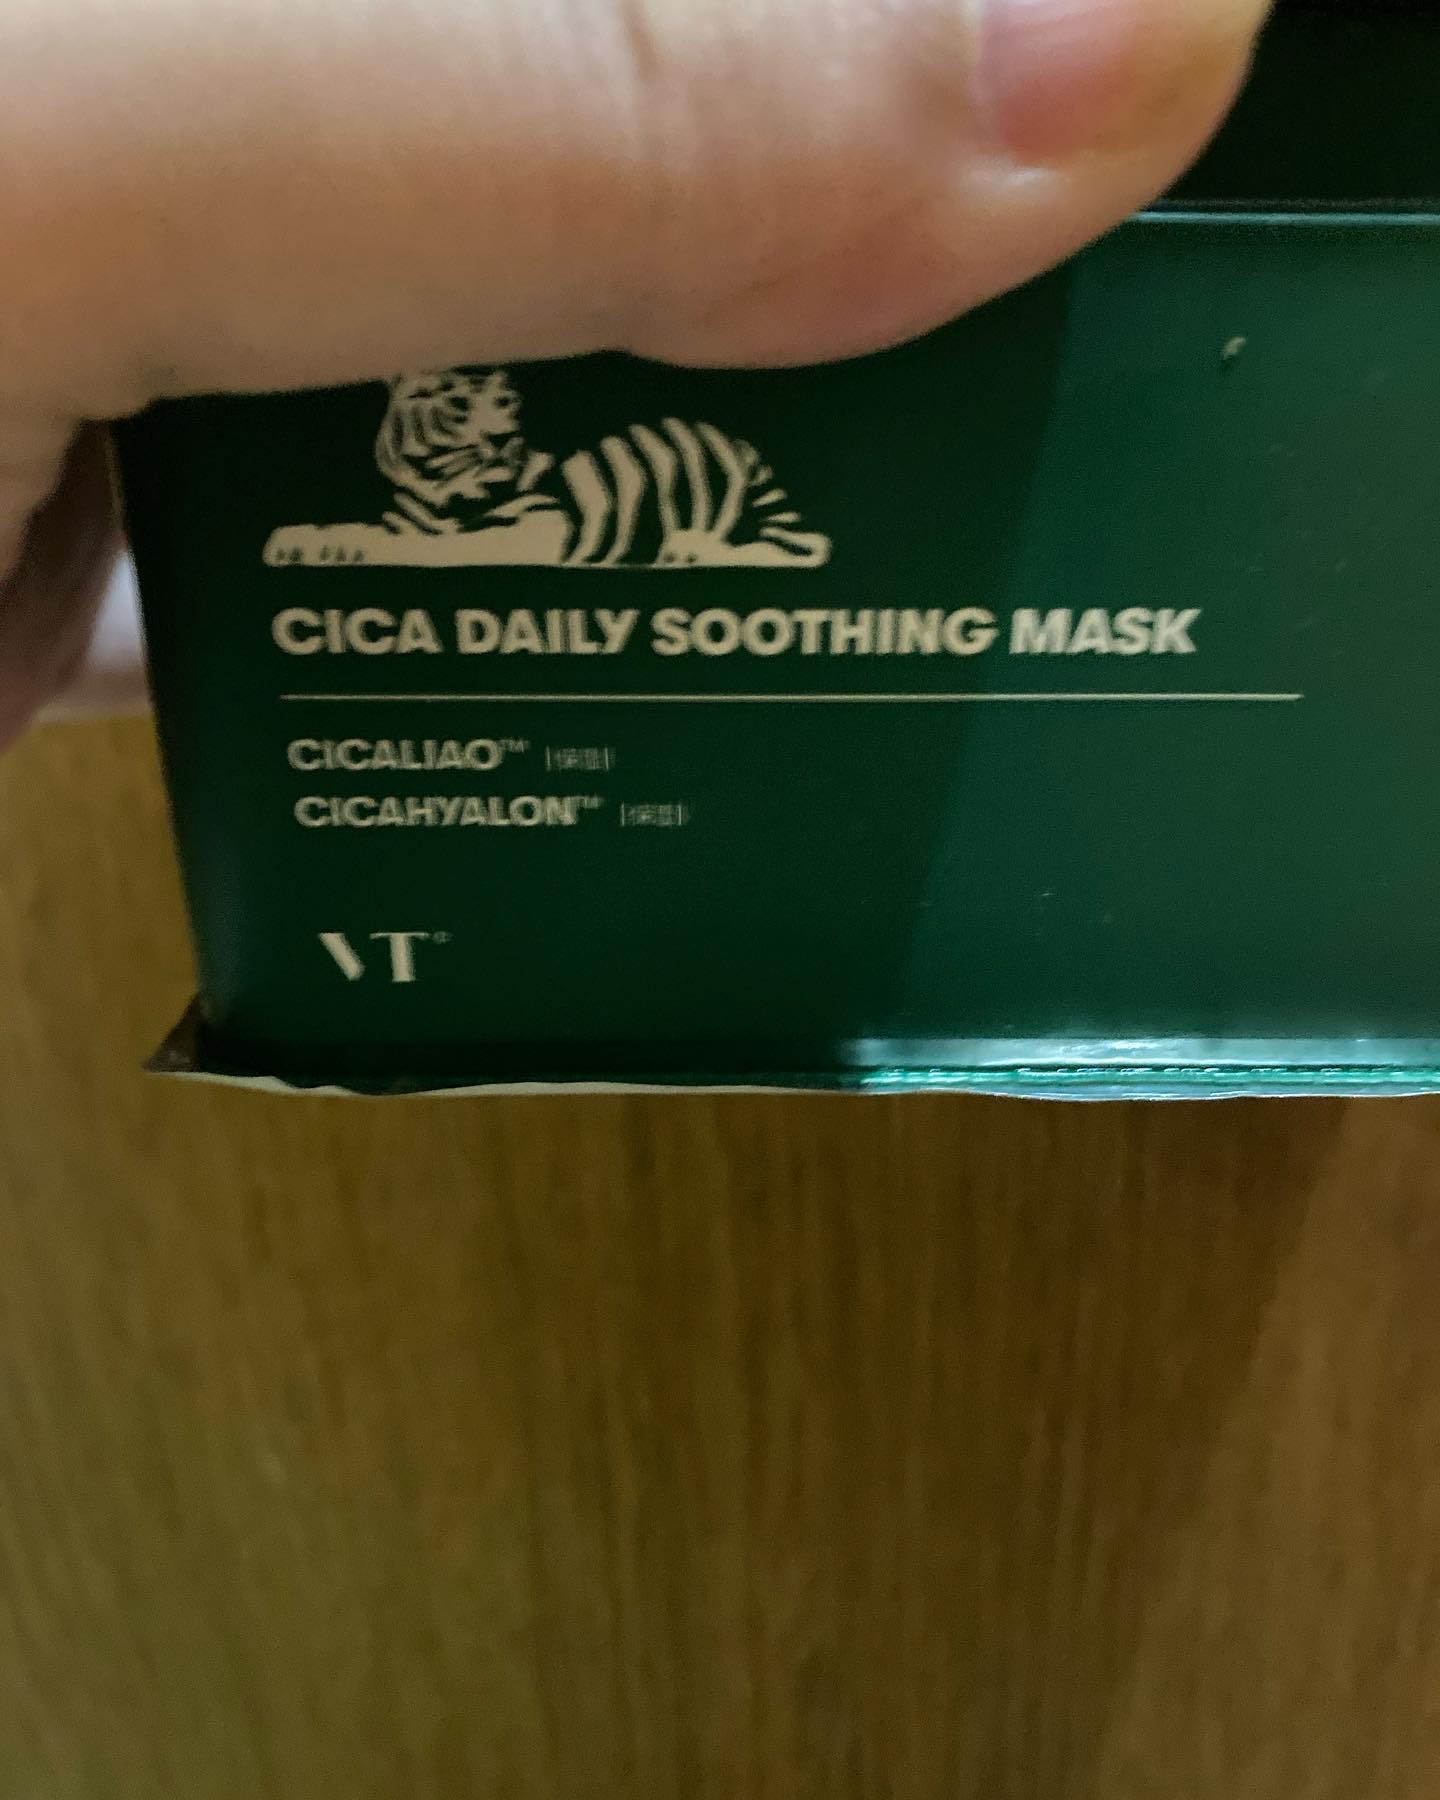 CICA DAILY SOOTHING MASK
CICALIAO™
CICAHYALON™
VT®